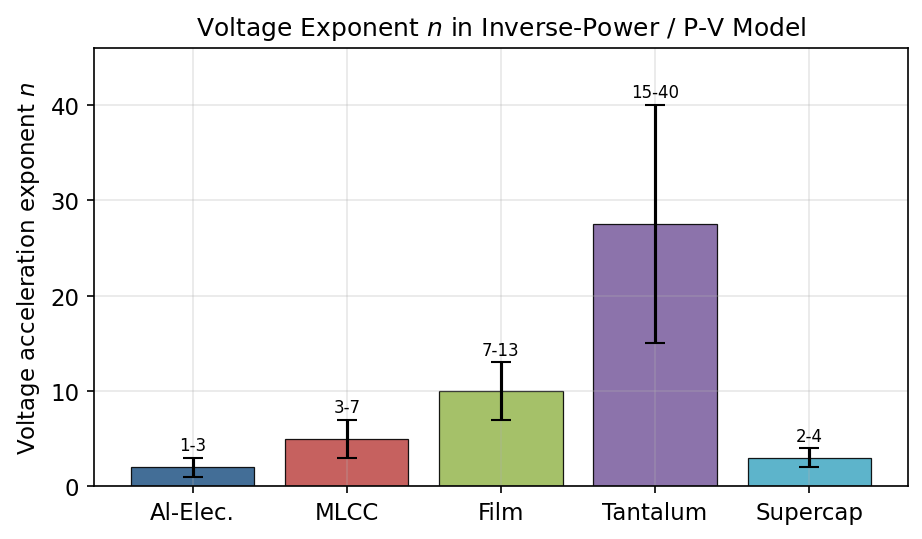 Voltage Exponent n in Inverse-Power / P-V Model
Voltage acceleration exponent n
40
30
20
10
0
1-3
3-7
7-13
15-40
2-4
Al-Elec.
MLCC
Film
Tantalum
Supercap